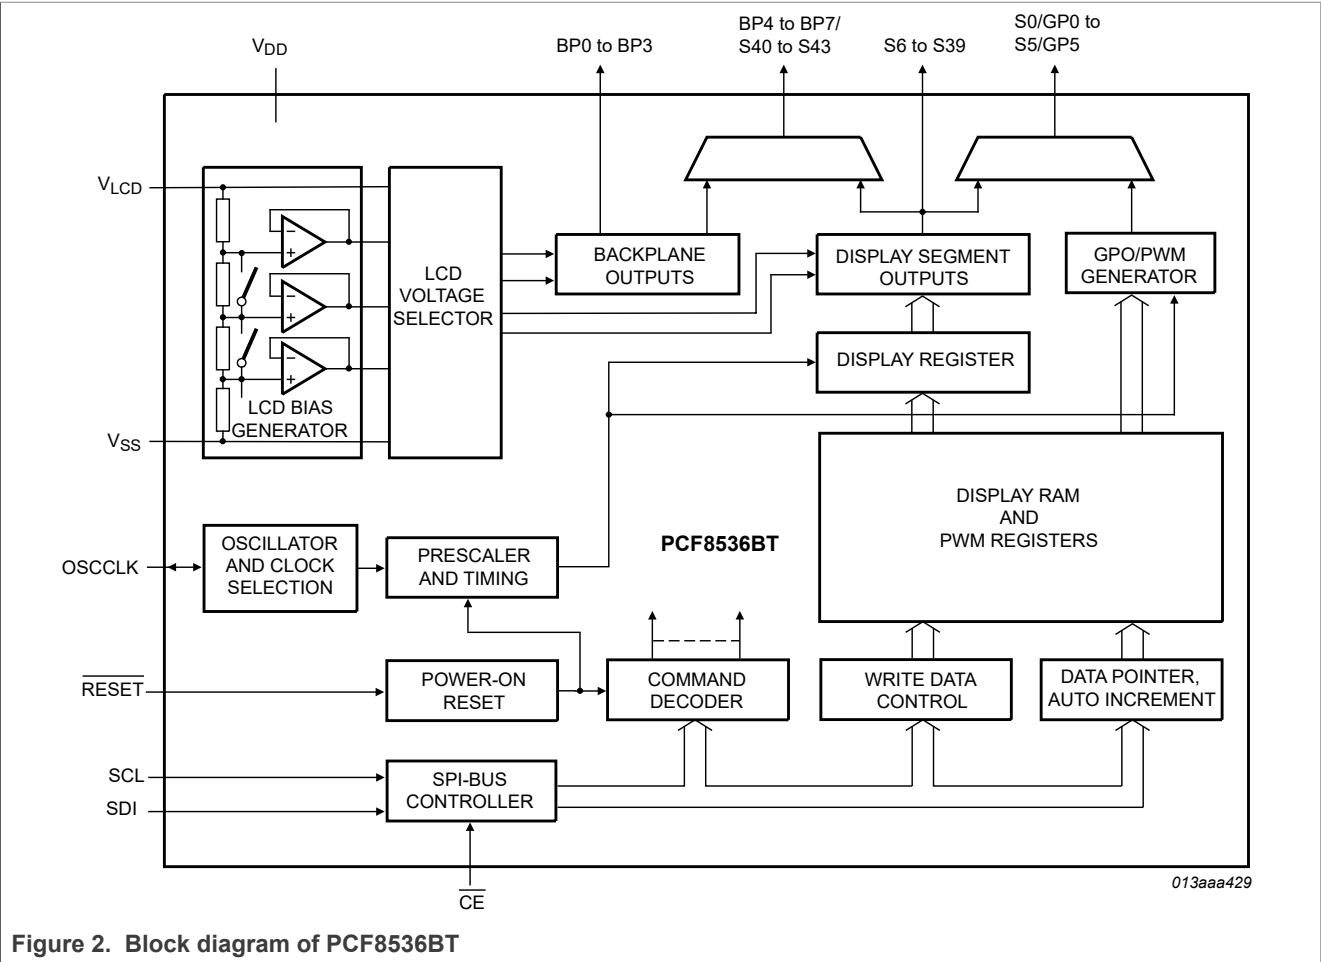 V_DD
BP0 to BP3
BP4 to BP7/
S40 to S43
S6 to S39
S0/GP0 to
S5/GP5
V_LCD
−
+
−
+
−
+
LCD BIAS
GENERATOR
V_SS
LCD
VOLTAGE
SELECTOR
BACKPLANE
OUTPUTS
DISPLAY SEGMENT
OUTPUTS
GPO/PWM
GENERATOR
DISPLAY REGISTER
DISPLAY RAM
AND
PWM REGISTERS
OSCCLK
OSCILLATOR
AND CLOCK
SELECTION
PRESCALER
AND TIMING
PCF8536BT
RESET
POWER-ON
RESET
COMMAND
DECODER
WRITE DATA
CONTROL
DATA POINTER,
AUTO INCREMENT
SCL
SDI
SPI-BUS
CONTROLLER
CE
013aaa429
Figure 2. Block diagram of PCF8536BT